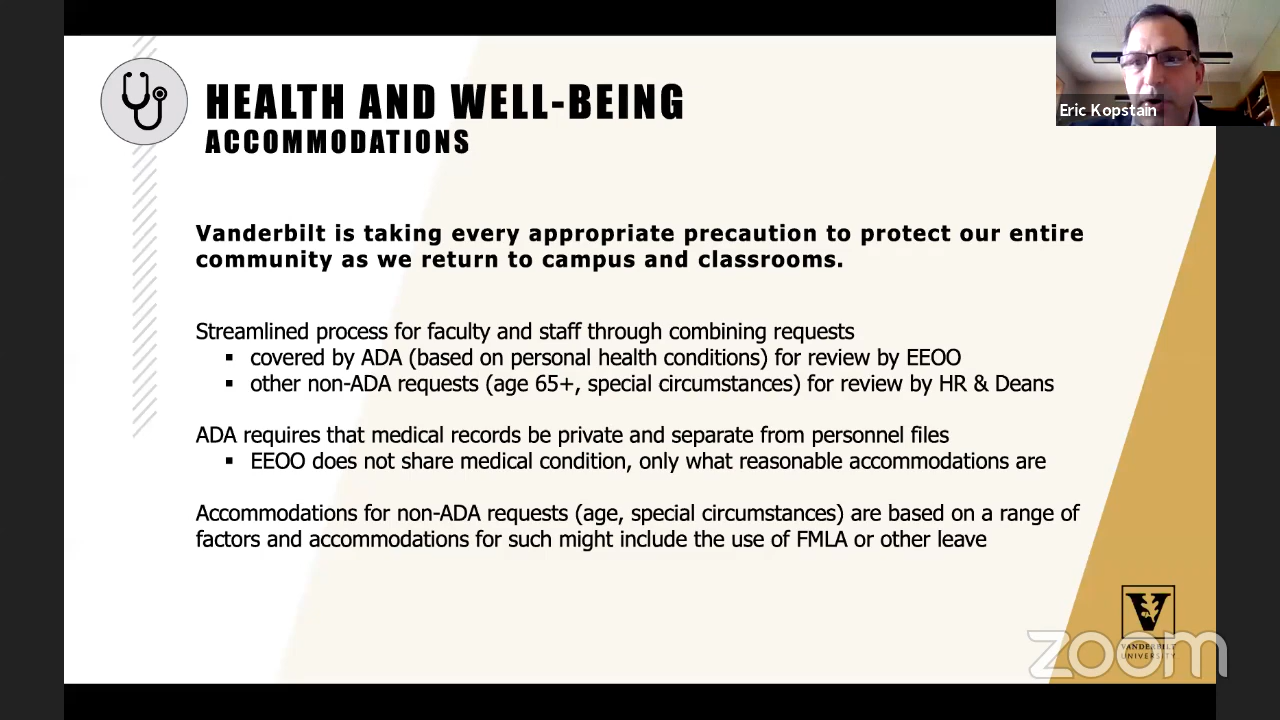 Eric Kopstain
HEALTH AND WELL-BEING
ACCOMMODATIONS
Vanderbilt is taking every appropriate precaution to protect our entire
community as we return to campus and classrooms.
Streamlined process for faculty and staff through combining requests
▪ covered by ADA (based on personal health conditions) for review by EEOO
▪ other non-ADA requests (age 65+, special circumstances) for review by HR & Deans
ADA requires that medical records be private and separate from personnel files
▪ EEOO does not share medical condition, only what reasonable accommodations are
Accommodations for non-ADA requests (age, special circumstances) are based on a range of
factors and accommodations for such might include the use of FMLA or other leave
V
VANDERBILT
UNIVERSITY
zoom